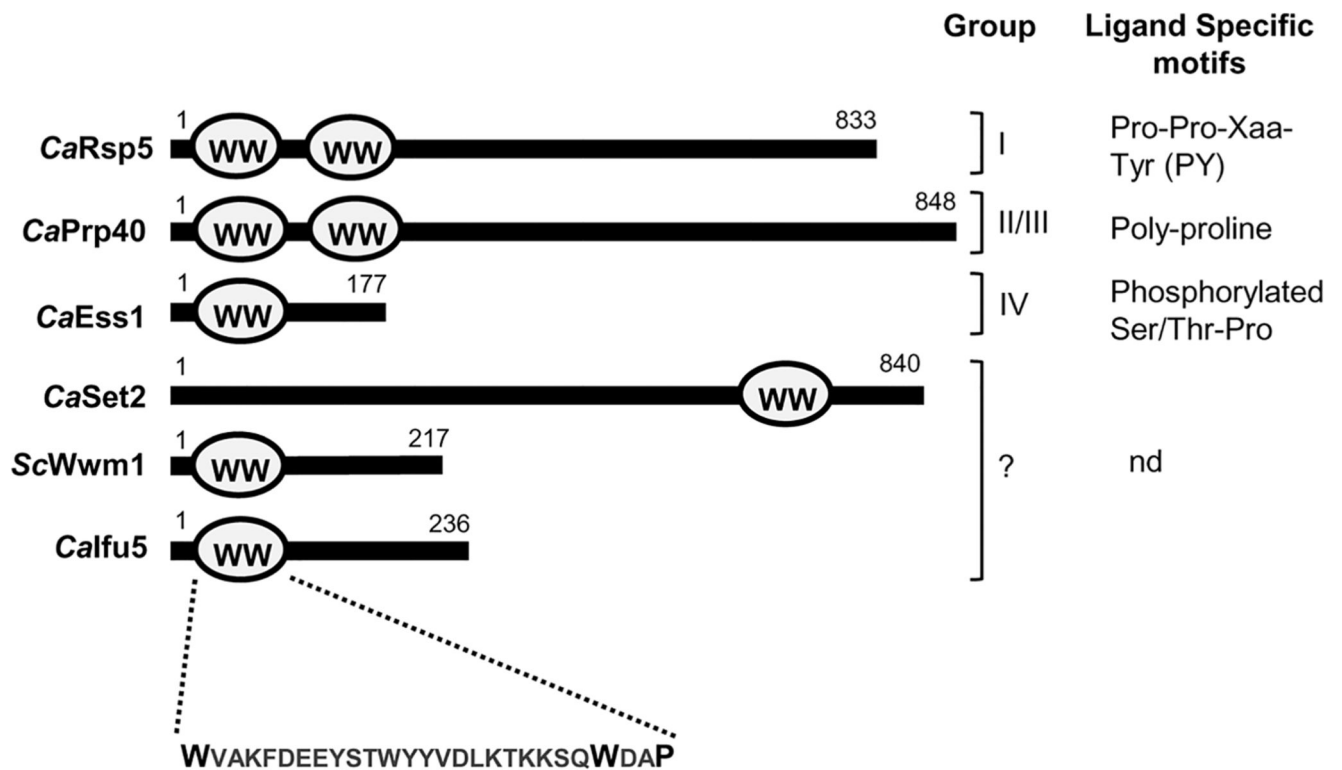 Group Ligand Specific
motifs
1 833
CaRsp5 WW WW I Pro-Pro-Xaa-
Tyr (PY)
1 848
CaPrp40 WW WW II/III Poly-proline
1 177
CaEss1 WW IV Phosphorylated
Ser/Thr-Pro
1 840
CaSet2 WW
1 217
ScWwm1 WW ? nd
1 236
CaIfu5 WW
WVAKFDEEYSTWYYVDLKTKKSQWDAP